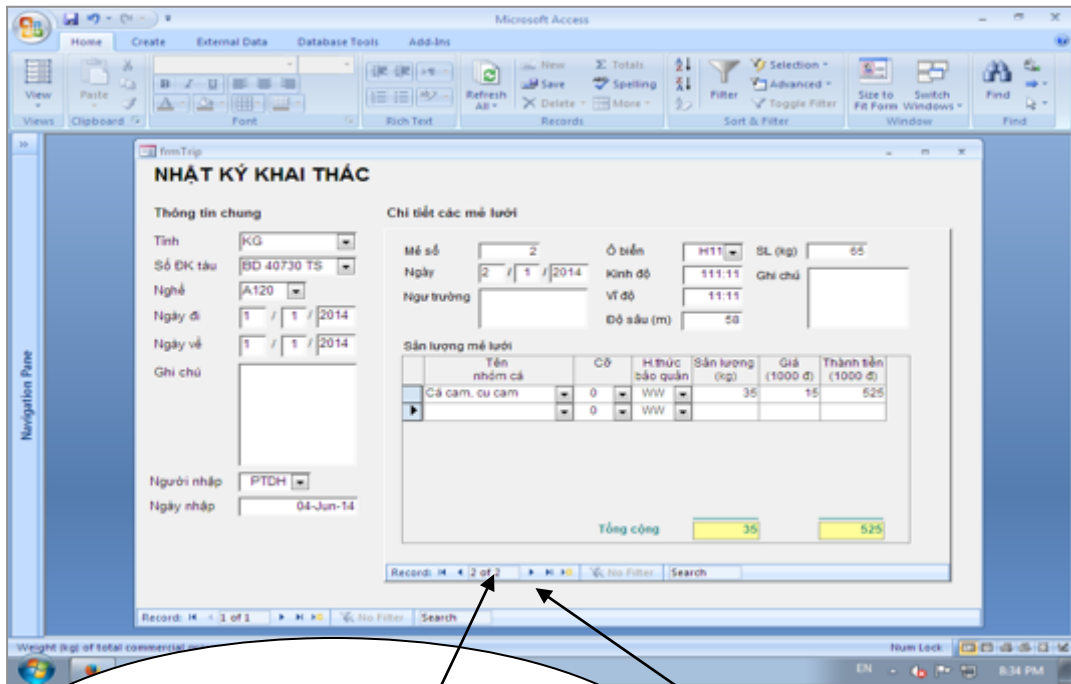 Microsoft Access
Home Create External Data Database Tools Add-Ins
View
Paste
B I U
Refresh All
New
Save
Delete
Totals
Spelling
More
Filter
Selection
Advanced
Toggle Filter
Size to Fit Form
Switch Windows
Find
Views Clipboard Font Rich Text Records Sort & Filter Window Find
Navigation Pane
frmTrip
NHẬT KÝ KHAI THÁC
Thông tin chung
Tỉnh KG
Số ĐK tàu BD 40730 TS
Nghề A120
Ngày đi 1 / 1 / 2014
Ngày về 1 / 1 / 2014
Ghi chú
Người nhập PTDH
Ngày nhập 04-Jun-14
Chi tiết các mẻ lưới
Mẻ số 2 Ô biển H11 SL (kg) 65
Ngày 2 / 1 / 2014 Kinh độ 111:11 Ghi chú
Ngư trường Vĩ độ 11:11
Độ sâu (m) 58
Sản lượng mẻ lưới
Tên nhóm cá Cỡ H.thức bảo quản Sản lượng (kg) Giá (1000 đ) Thành tiền (1000 đ)
Cá cam, cu cam 0 WW 35 15 525
0 WW
Tổng cộng 35 525
Record: 2 of 2 No Filter Search
Record: 1 of 1 No Filter Search
Weight (kg) of total commercial
Num Lock
EN 8:34 PM